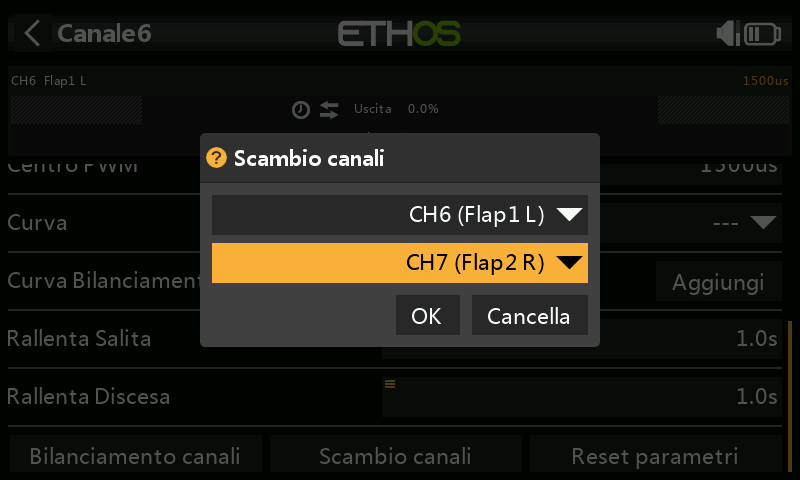 Canale6
ETHOS
CH6 Flap1 L
1500us
Uscita 0.0%
Scambio canali
Centro PWM
1500us
CH6 (Flap1 L)
Curva
---
CH7 (Flap2 R)
Curva Bilanciament
Aggiungi
OK
Cancella
Rallenta Salita
1.0s
Rallenta Discesa
1.0s
Bilanciamento canali
Scambio canali
Reset parametri